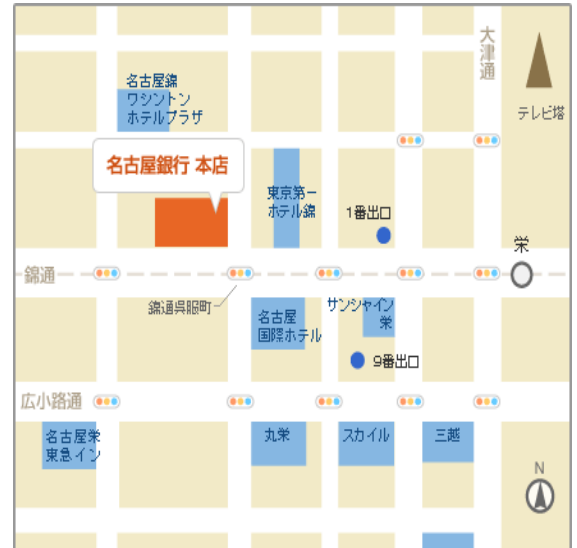 大津通
テレビ塔
名古屋錦
ワシントン
ホテルプラザ
名古屋銀行 本店
東京第一
ホテル錦
1番出口
栄
錦通
錦通呉服町
名古屋
国際ホテル
サンシャイン
栄
9番出口
広小路通
名古屋栄
東急イン
丸栄
スカイル
三越
N